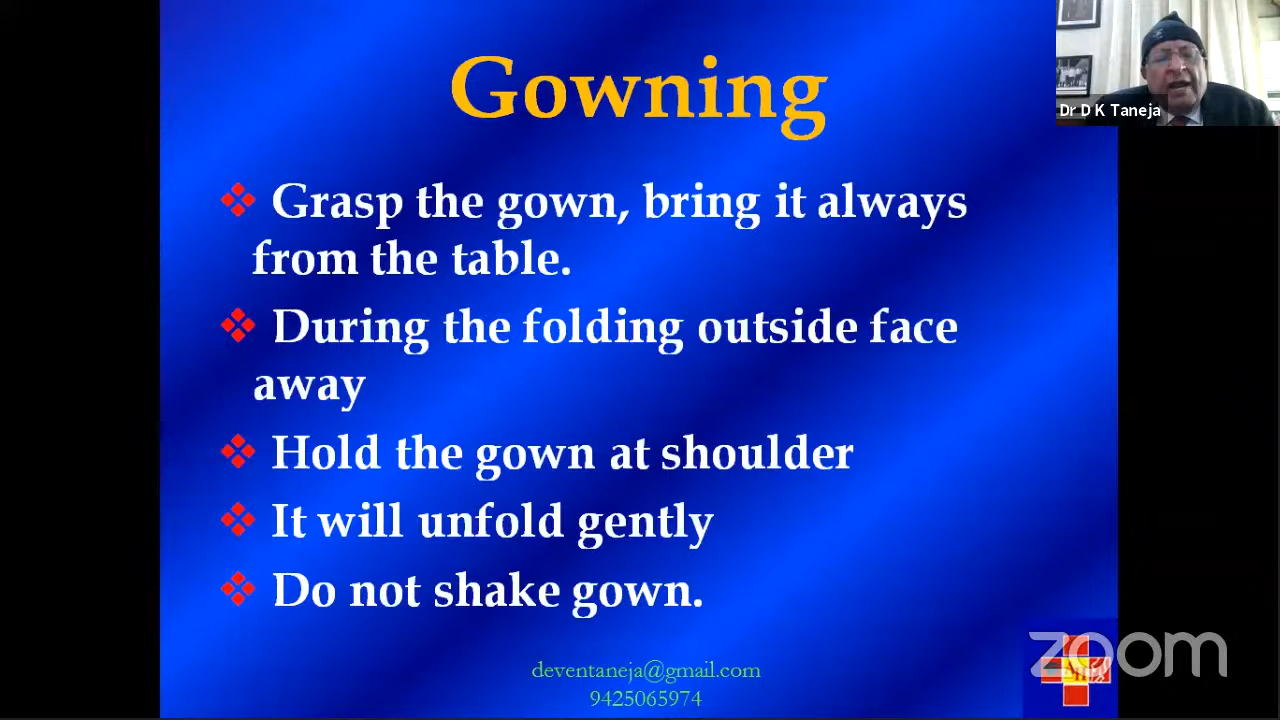 Gowning
Dr D K Taneja
❖ Grasp the gown, bring it always
from the table.
❖ During the folding outside face
away
❖ Hold the gown at shoulder
❖ It will unfold gently
❖ Do not shake gown.
zoom
deventaneja@gmail.com
9425065974